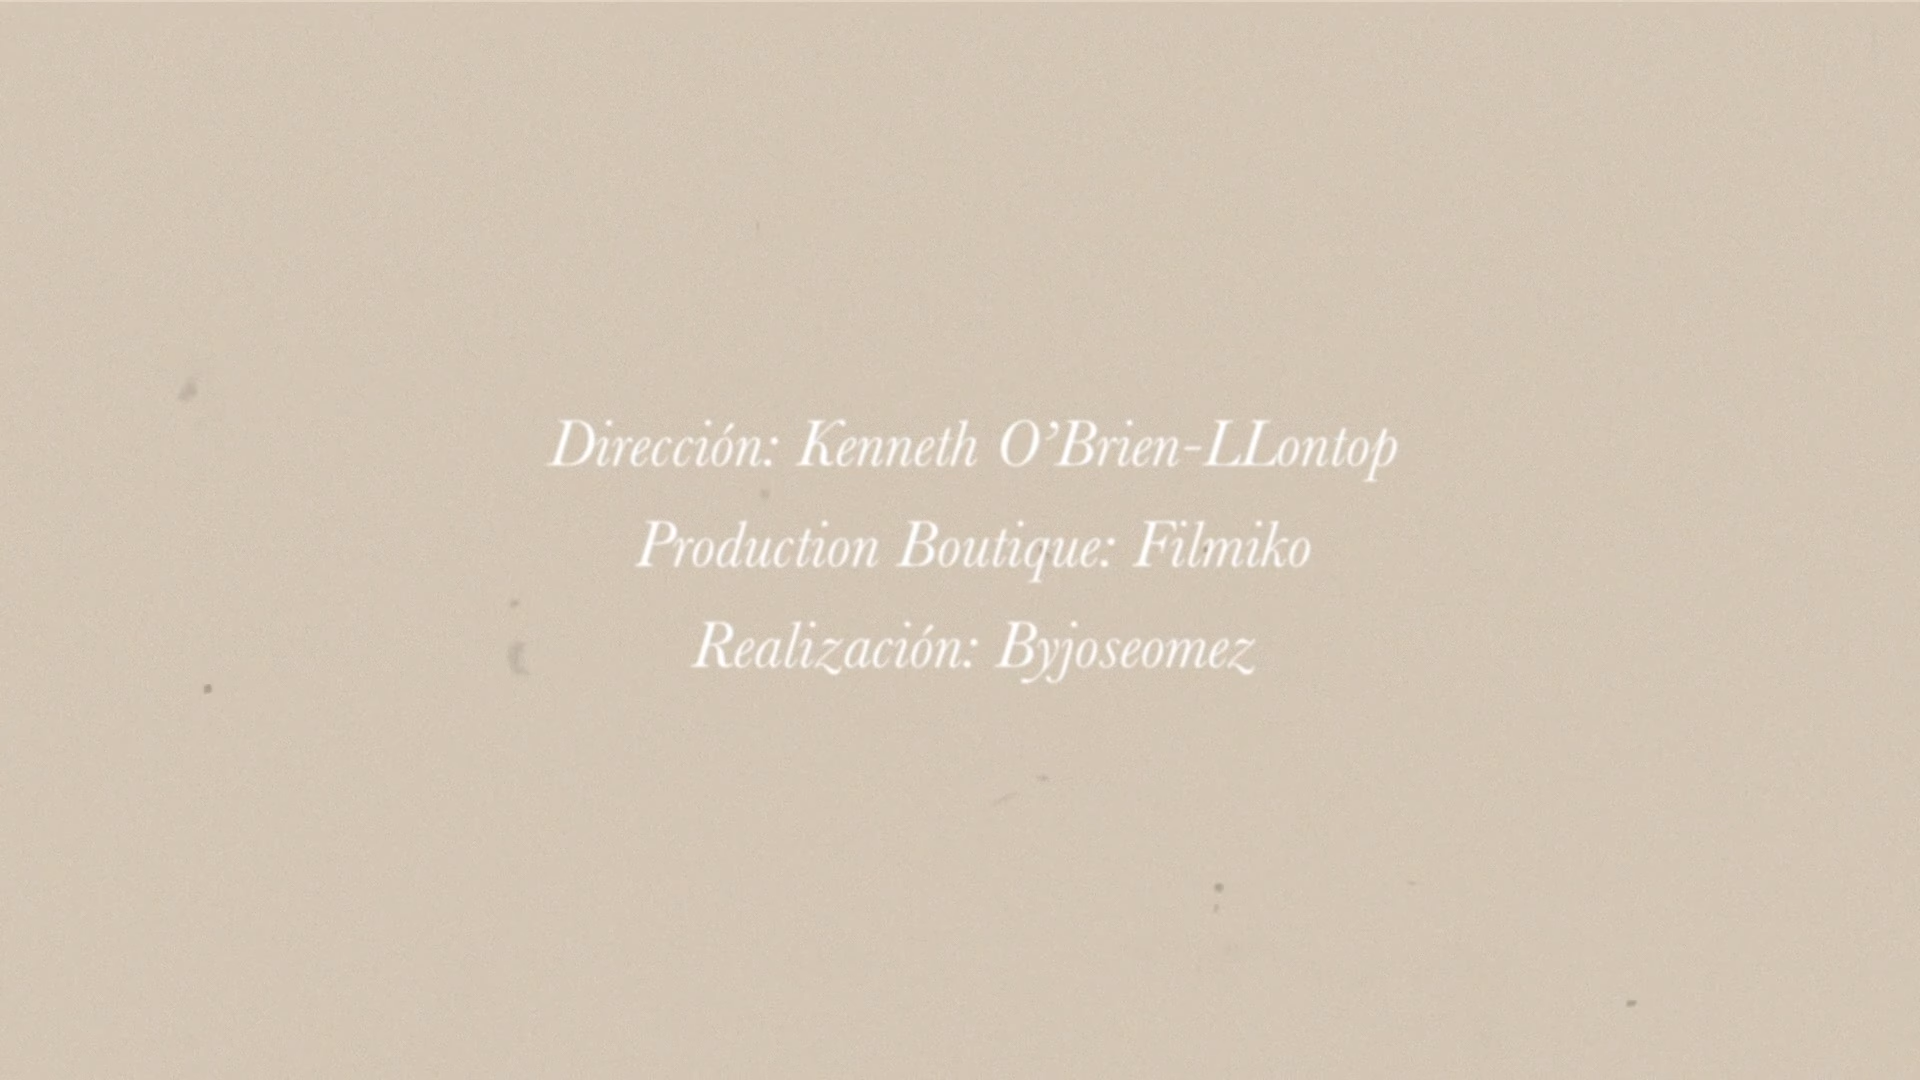 Dirección: Kenneth O’Brien-LLontop
Production Boutique: Filmiko
Realización: Byjoseomez